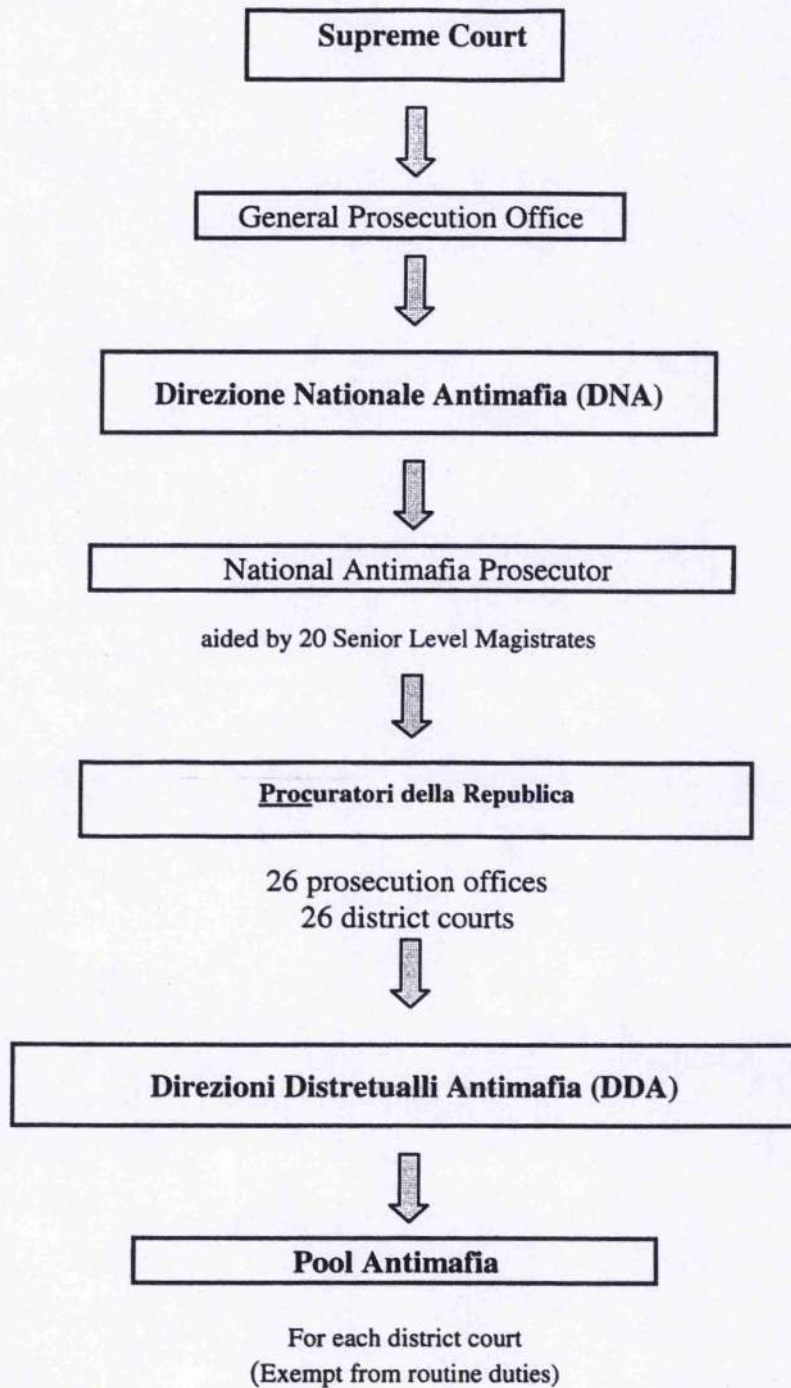 Supreme Court
General Prosecution Office
Direzione Nationale Antimafia (DNA)
National Antimafia Prosecutor
aided by 20 Senior Level Magistrates
Procuratori della Republica
26 prosecution offices
26 district courts
Direzioni Distretualli Antimafia (DDA)
Pool Antimafia
For each district court
(Exempt from routine duties)